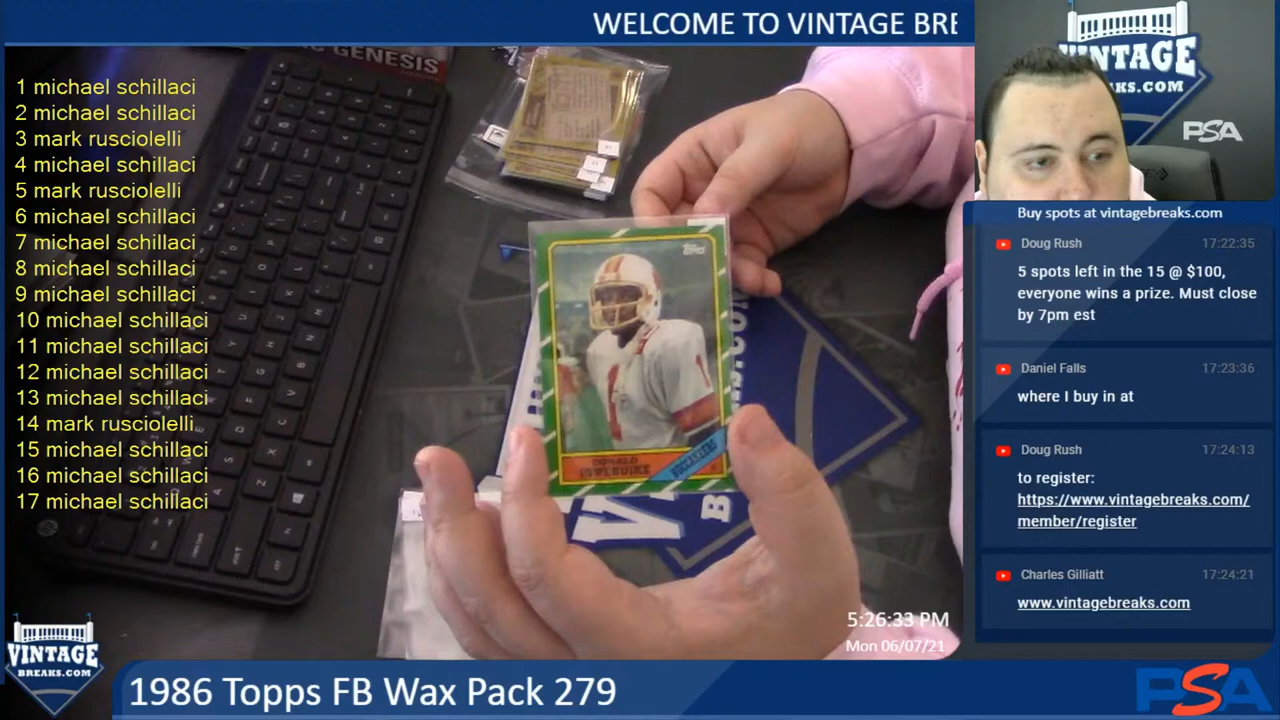 WELCOME TO VINTAGE BRE
GENESIS
1 michael schillaci
2 michael schillaci
3 mark rusciolelli
4 michael schillaci
5 mark rusciolelli
6 michael schillaci
7 michael schillaci
8 michael schillaci
9 michael schillaci
10 michael schillaci
11 michael schillaci
12 michael schillaci
13 michael schillaci
14 mark rusciolelli
15 michael schillaci
16 michael schillaci
17 michael schillaci
Topps
DONALD
IGWEBUIKE
BUCCANEERS
VINTAGE
BREAKS.COM
PSA
Buy spots at vintagebreaks.com
Doug Rush 17:22:35
5 spots left in the 15 @ $100,
everyone wins a prize. Must close
by 7pm est
Daniel Falls 17:23:36
where I buy in at
Doug Rush 17:24:13
to register:
https://www.vintagebreaks.com/
member/register
Charles Gilliatt 17:24:21
www.vintagebreaks.com
5:26:33 PM
Mon 06/07/21
VINTAGE
BREAKS.COM
1986 Topps FB Wax Pack 279
PSA